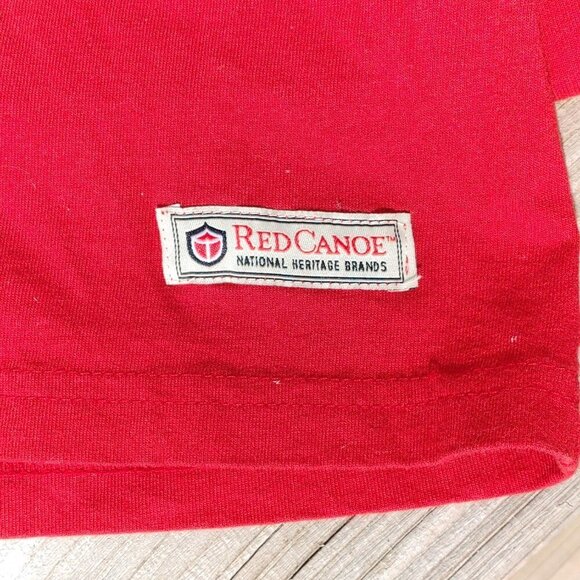 RED CANOE™
NATIONAL HERITAGE BRANDS